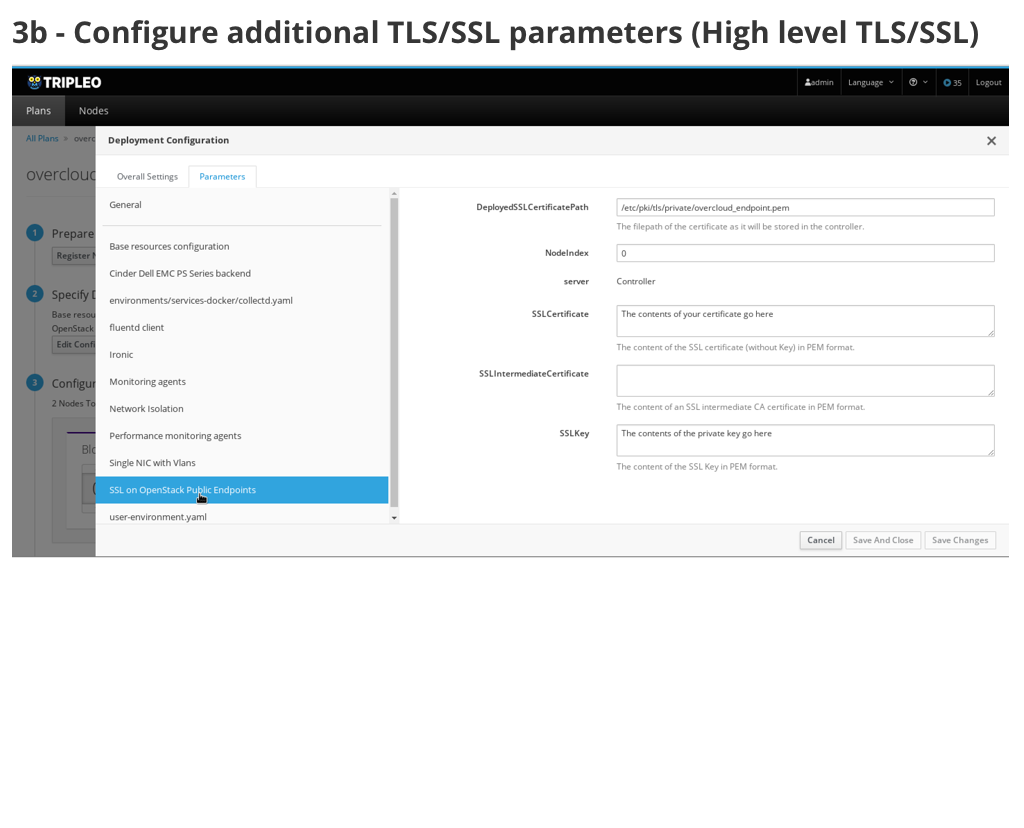 3b - Configure additional TLS/SSL parameters (High level TLS/SSL)
TRIPLEO
admin
Language
35
Logout
Plans
Nodes
All Plans » overc
Deployment Configuration
overcloud
Overall Settings
Parameters
1 Prepare
Register N
2 Specify D
Base resou
OpenStack
Edit Confi
3 Configur
2 Nodes To
Blo
General
Base resources configuration
Cinder Dell EMC PS Series backend
environments/services-docker/collectd.yaml
fluentd client
Ironic
Monitoring agents
Network Isolation
Performance monitoring agents
Single NIC with Vlans
SSL on OpenStack Public Endpoints
user-environment.yaml
DeployedSSLCertificatePath
/etc/pki/tls/private/overcloud_endpoint.pem
The filepath of the certificate as it will be stored in the controller.
NodeIndex
0
server
Controller
SSLCertificate
The contents of your certificate go here
The content of the SSL certificate (without Key) in PEM format.
SSLIntermediateCertificate
The content of an SSL intermediate CA certificate in PEM format.
SSLKey
The contents of the private key go here
The content of the SSL Key in PEM format.
Cancel
Save And Close
Save Changes